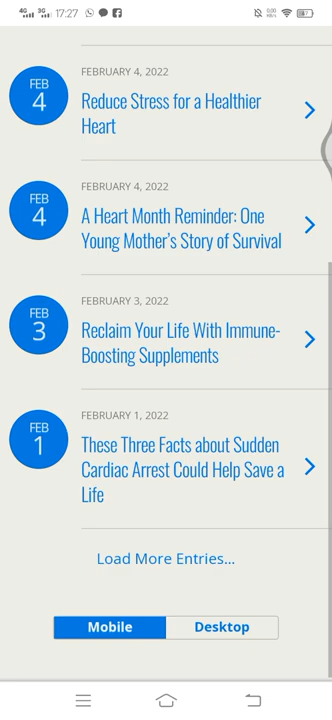 4G 3G 17:27
FEBRUARY 4, 2022
FEB
4
Reduce Stress for a Healthier
Heart
FEBRUARY 4, 2022
FEB
4
A Heart Month Reminder: One
Young Mother's Story of Survival
FEBRUARY 3, 2022
FEB
3
Reclaim Your Life With Immune-
Boosting Supplements
FEBRUARY 1, 2022
FEB
1
These Three Facts about Sudden
Cardiac Arrest Could Help Save a
Life
Load More Entries...
Mobile Desktop